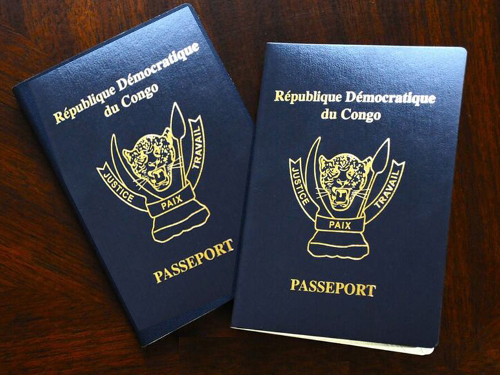 République Démocratique
du Congo
JUSTICE
PAIX
TRAVAIL
PASSEPORT
République Démocratique
du Congo
JUSTICE
PAIX
TRAVAIL
PASSEPORT